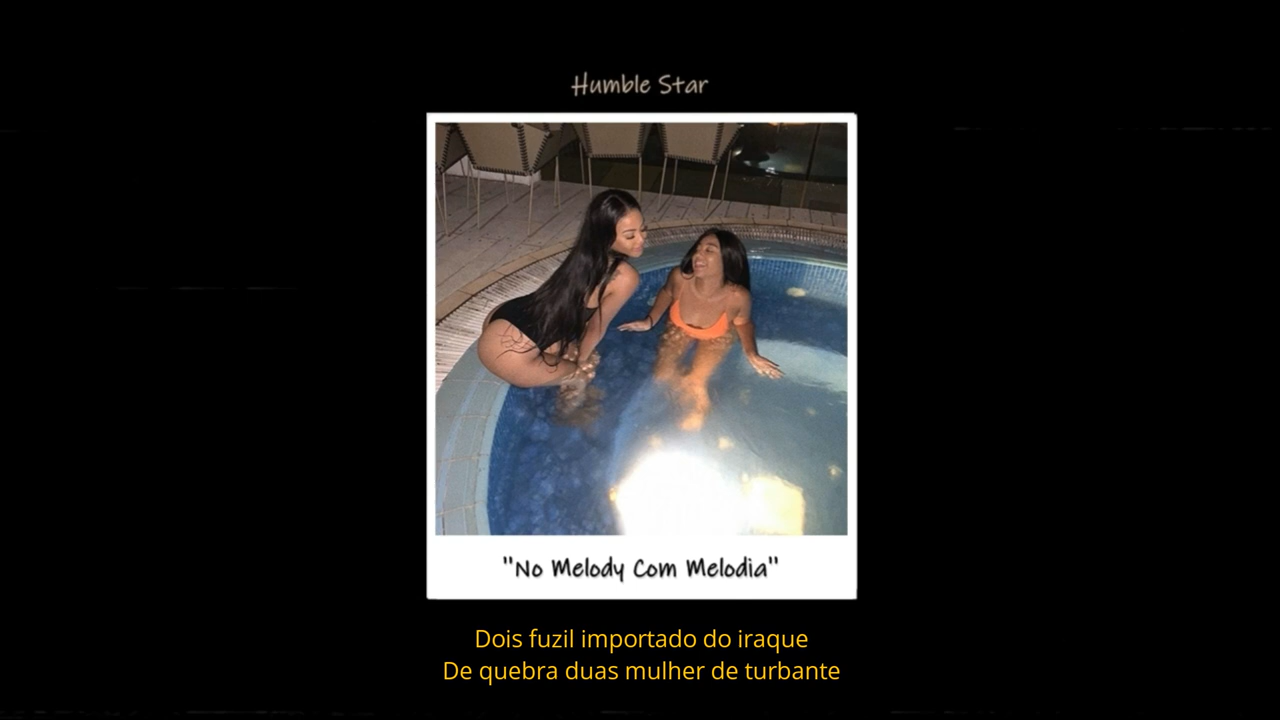 Humble Star
"No Melody Com Melodia"
Dois fuzil importado do iraque
De quebra duas mulher de turbante